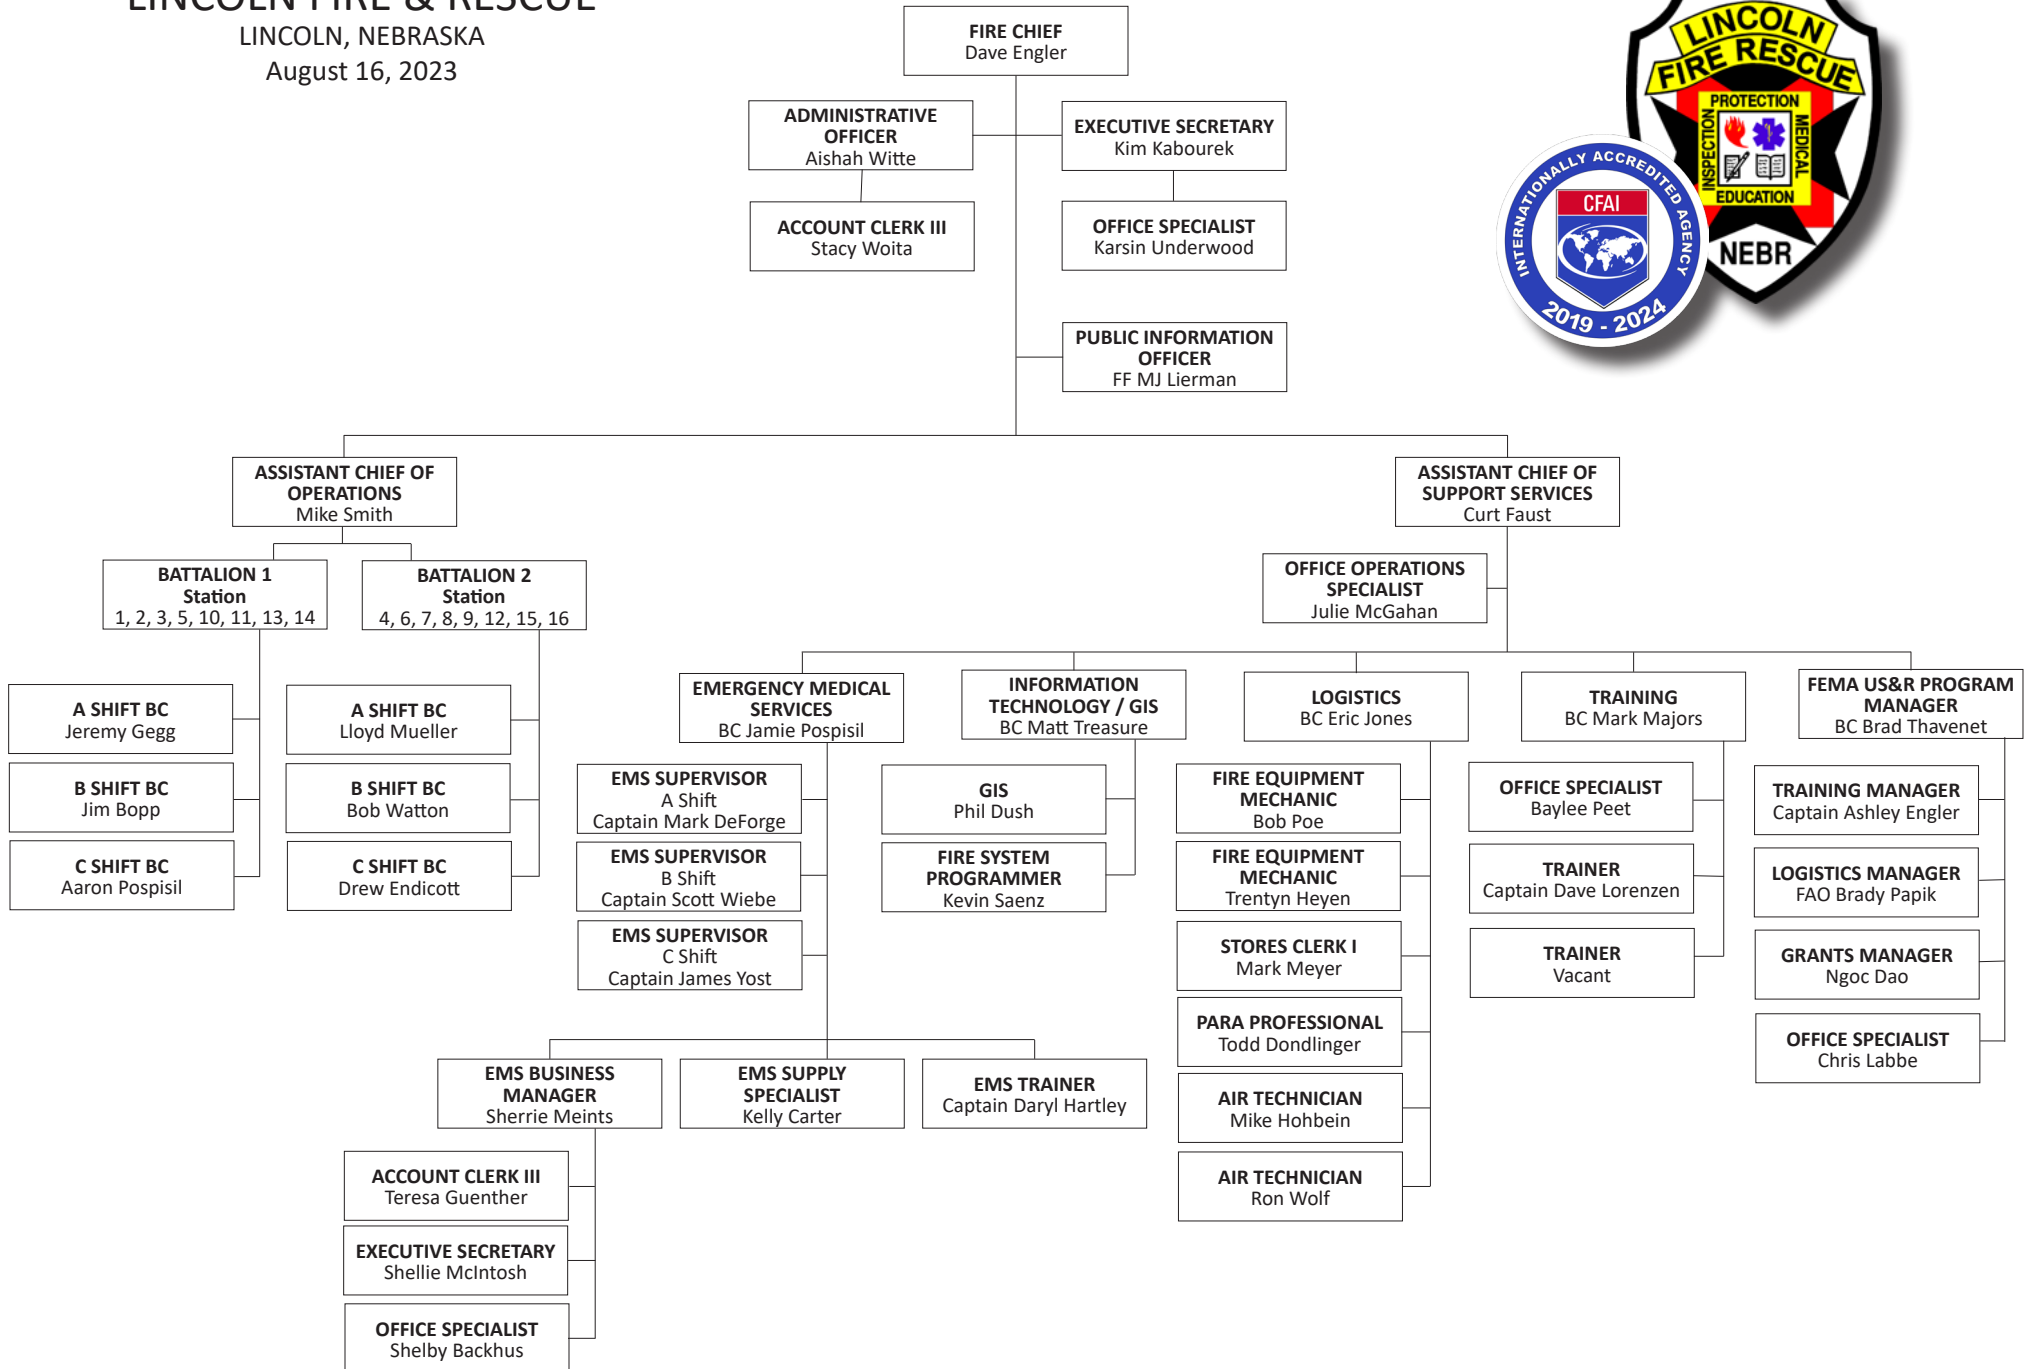 LINCOLN FIRE & RESCUE
LINCOLN, NEBRASKA
August 16, 2023
FIRE CHIEF
Dave Engler
ADMINISTRATIVE
OFFICER
Aishah Witte
EXECUTIVE SECRETARY
Kim Kabourek
ACCOUNT CLERK III
Stacy Woita
OFFICE SPECIALIST
Karsin Underwood
PUBLIC INFORMATION
OFFICER
FF MJ Lierman
LINCOLN
FIRE RESCUE
PROTECTION
INSPECTION
MEDICAL
EDUCATION
NEBR
INTERNATIONALLY ACCREDITED AGENCY
CFAI
2019 - 2024
ASSISTANT CHIEF OF
OPERATIONS
Mike Smith
ASSISTANT CHIEF OF
SUPPORT SERVICES
Curt Faust
BATTALION 1
Station
1, 2, 3, 5, 10, 11, 13, 14
BATTALION 2
Station
4, 6, 7, 8, 9, 12, 15, 16
OFFICE OPERATIONS
SPECIALIST
Julie McGahan
A SHIFT BC
Jeremy Gegg
B SHIFT BC
Jim Bopp
C SHIFT BC
Aaron Pospisil
A SHIFT BC
Lloyd Mueller
B SHIFT BC
Bob Watton
C SHIFT BC
Drew Endicott
EMERGENCY MEDICAL
SERVICES
BC Jamie Pospisil
EMS SUPERVISOR
A Shift
Captain Mark DeForge
EMS SUPERVISOR
B Shift
Captain Scott Wiebe
EMS SUPERVISOR
C Shift
Captain James Yost
EMS BUSINESS
MANAGER
Sherrie Meints
EMS SUPPLY
SPECIALIST
Kelly Carter
EMS TRAINER
Captain Daryl Hartley
ACCOUNT CLERK III
Teresa Guenther
EXECUTIVE SECRETARY
Shellie McIntosh
OFFICE SPECIALIST
Shelby Backhus
INFORMATION
TECHNOLOGY / GIS
BC Matt Treasure
GIS
Phil Dush
FIRE SYSTEM
PROGRAMMER
Kevin Saenz
LOGISTICS
BC Eric Jones
FIRE EQUIPMENT
MECHANIC
Bob Poe
FIRE EQUIPMENT
MECHANIC
Trentyn Heyen
STORES CLERK I
Mark Meyer
PARA PROFESSIONAL
Todd Dondlinger
AIR TECHNICIAN
Mike Hohbein
AIR TECHNICIAN
Ron Wolf
TRAINING
BC Mark Majors
OFFICE SPECIALIST
Baylee Peet
TRAINER
Captain Dave Lorenzen
TRAINER
Vacant
FEMA US&R PROGRAM
MANAGER
BC Brad Thavenet
TRAINING MANAGER
Captain Ashley Engler
LOGISTICS MANAGER
FAO Brady Papik
GRANTS MANAGER
Ngoc Dao
OFFICE SPECIALIST
Chris Labbe